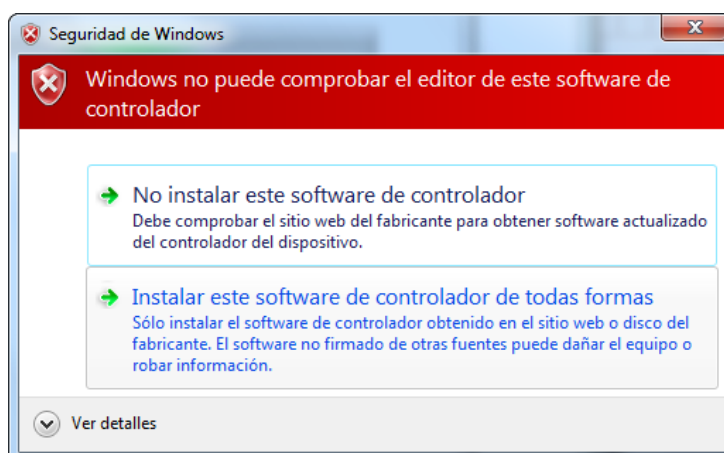 Seguridad de Windows
Windows no puede comprobar el editor de este software de
controlador
No instalar este software de controlador
Debe comprobar el sitio web del fabricante para obtener software actualizado
del controlador del dispositivo.
Instalar este software de controlador de todas formas
Sólo instalar el software de controlador obtenido en el sitio web o disco del
fabricante. El software no firmado de otras fuentes puede dañar el equipo o
robar información.
Ver detalles